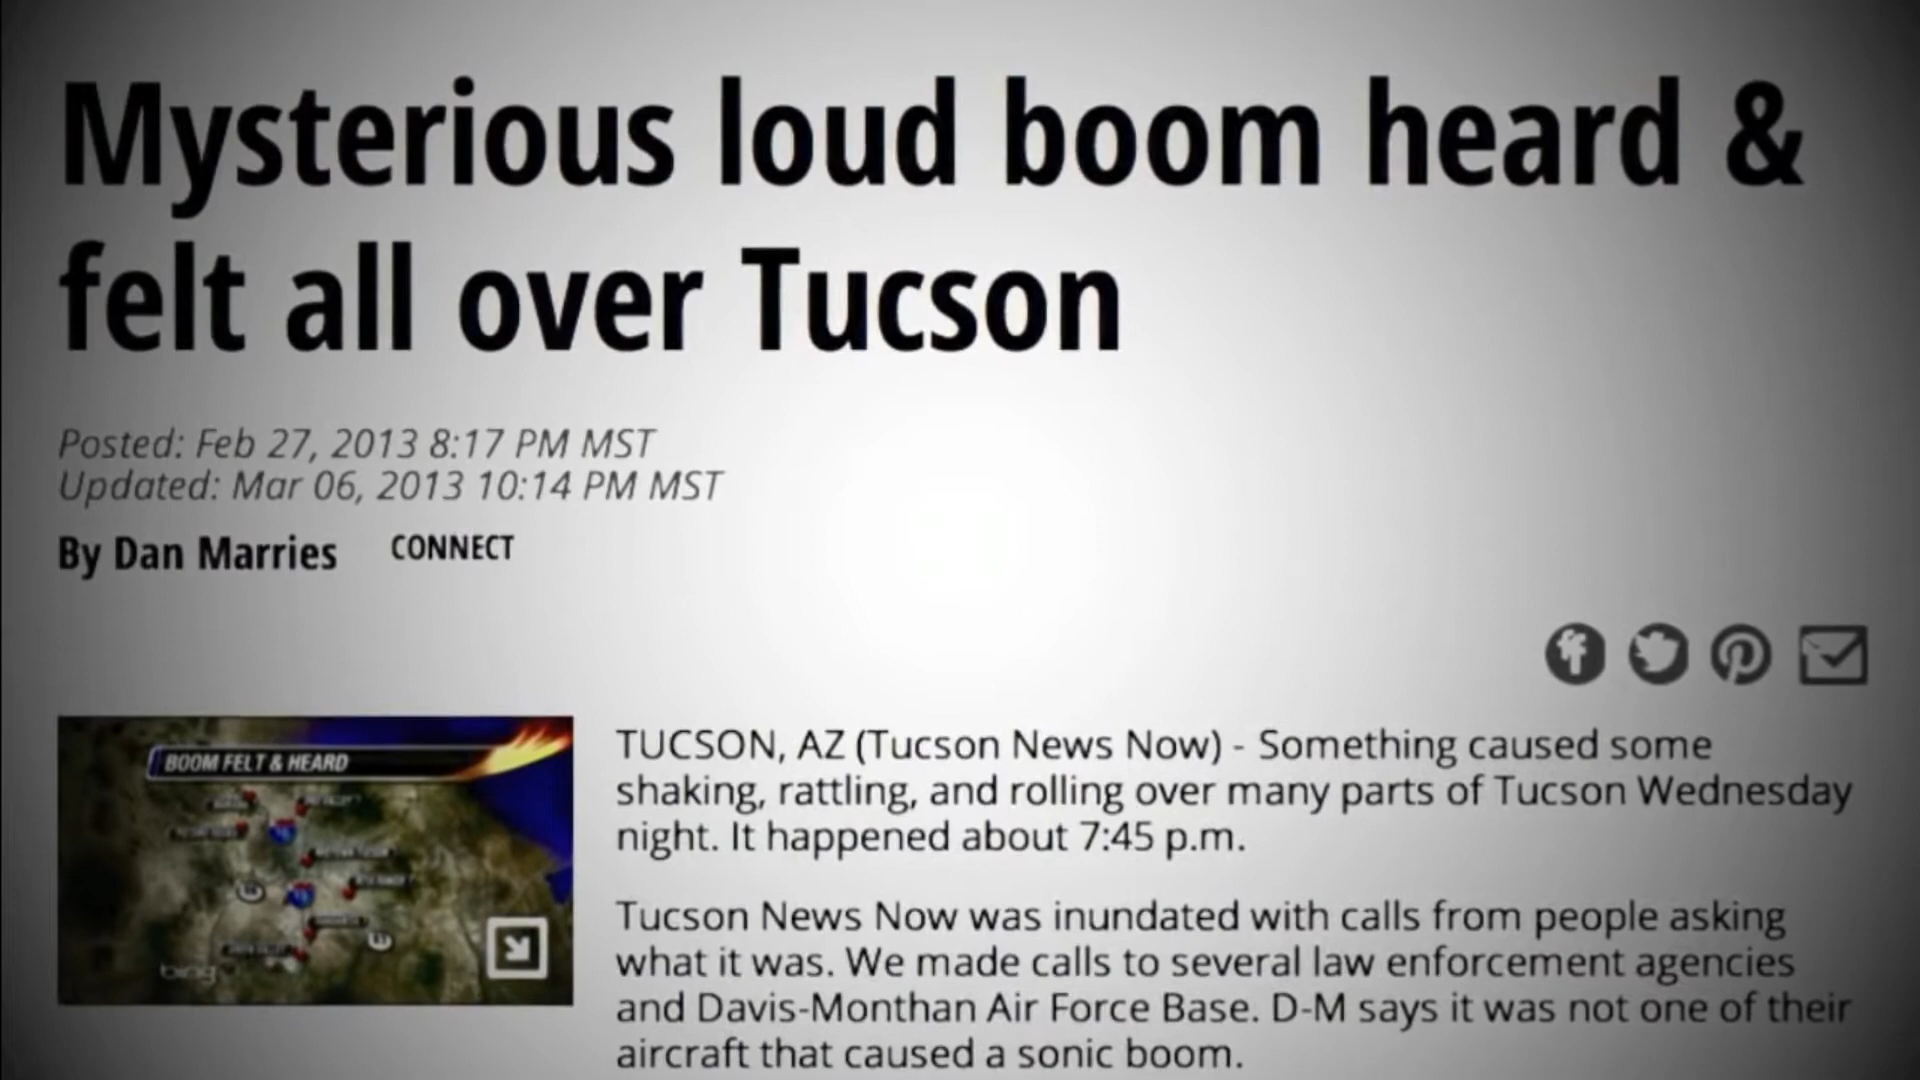 Mysterious loud boom heard &
felt all over Tucson
Posted: Feb 27, 2013 8:17 PM MST
Updated: Mar 06, 2013 10:14 PM MST
By Dan Marries CONNECT
BOOM FELT & HEARD
bing
TUCSON, AZ (Tucson News Now) - Something caused some
shaking, rattling, and rolling over many parts of Tucson Wednesday
night. It happened about 7:45 p.m.
Tucson News Now was inundated with calls from people asking
what it was. We made calls to several law enforcement agencies
and Davis-Monthan Air Force Base. D-M says it was not one of their
aircraft that caused a sonic boom.